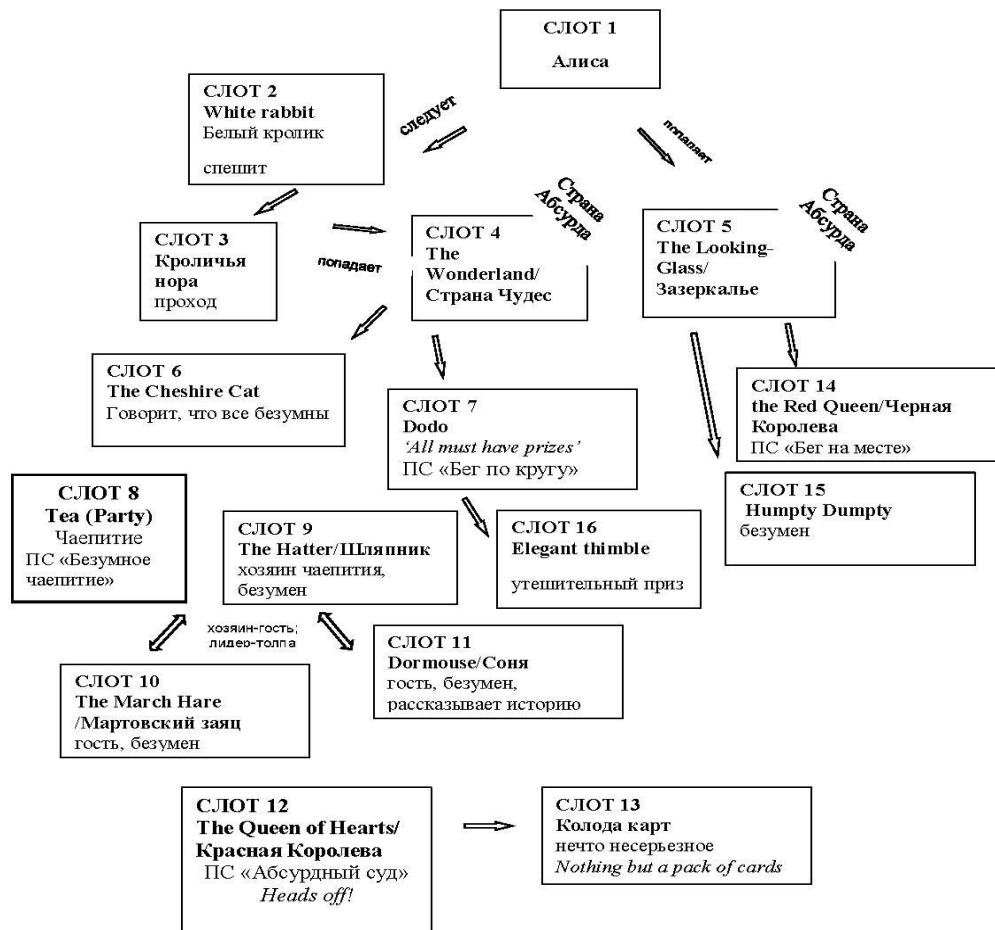 СЛОТ 1
Алиса
СЛОТ 2
White rabbit
Белый кролик
спешит
следует
попадает
Страна
Абсурда
Страна
Абсурда
СЛОТ 3
Кроличья
нора
проход
попадает
СЛОТ 4
The
Wonderland/
Страна Чудес
СЛОТ 5
The Looking-
Glass/
Зазеркалье
СЛОТ 6
The Cheshire Cat
Говорит, что все безумны
СЛОТ 7
Dodo
‘All must have prizes’
ПС «Бег по кругу»
СЛОТ 14
the Red Queen/Черная
Королева
ПС «Бег на месте»
СЛОТ 8
Tea (Party)
Чаепитие
ПС «Безумное
чаепитие»
СЛОТ 9
The Hatter/Шляпник
хозяин чаепития,
безумен
СЛОТ 16
Elegant thimble
утешительный приз
СЛОТ 15
Humpty Dumpty
безумен
хозяин-гость;
лидер-толпа
СЛОТ 10
The March Hare
/Мартовский заяц
гость, безумен
СЛОТ 11
Dormouse/Соня
гость, безумен,
рассказывает историю
СЛОТ 12
The Queen of Hearts/
Красная Королева
ПС «Абсурдный суд»
Heads off!
СЛОТ 13
Колода карт
нечто несерьезное
Nothing but a pack of cards